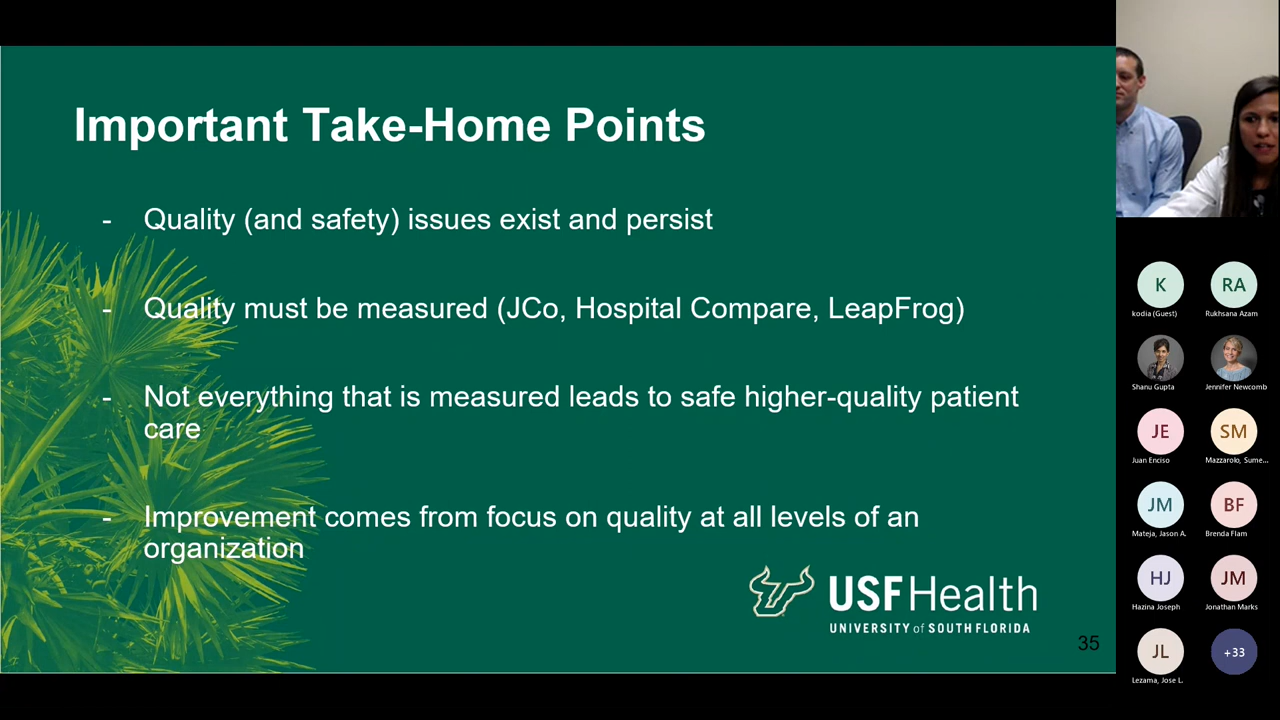 Important Take-Home Points
- Quality (and safety) issues exist and persist
- Quality must be measured (JCo, Hospital Compare, LeapFrog)
- Not everything that is measured leads to safe higher-quality patient
care
- Improvement comes from focus on quality at all levels of an
organization
USFHealth
UNIVERSITY of SOUTH FLORIDA
35
K
RA
kodia (Guest)
Rukhsana Azam
Shanu Gupta
Jennifer Newcomb
JE
SM
Juan Enciso
Mazzarolo, Sume...
JM
BF
Mateja, Jason A.
Brenda Flam
HJ
JM
Hazina Joseph
Jonathan Marks
JL
+33
Lezama, Jose L.